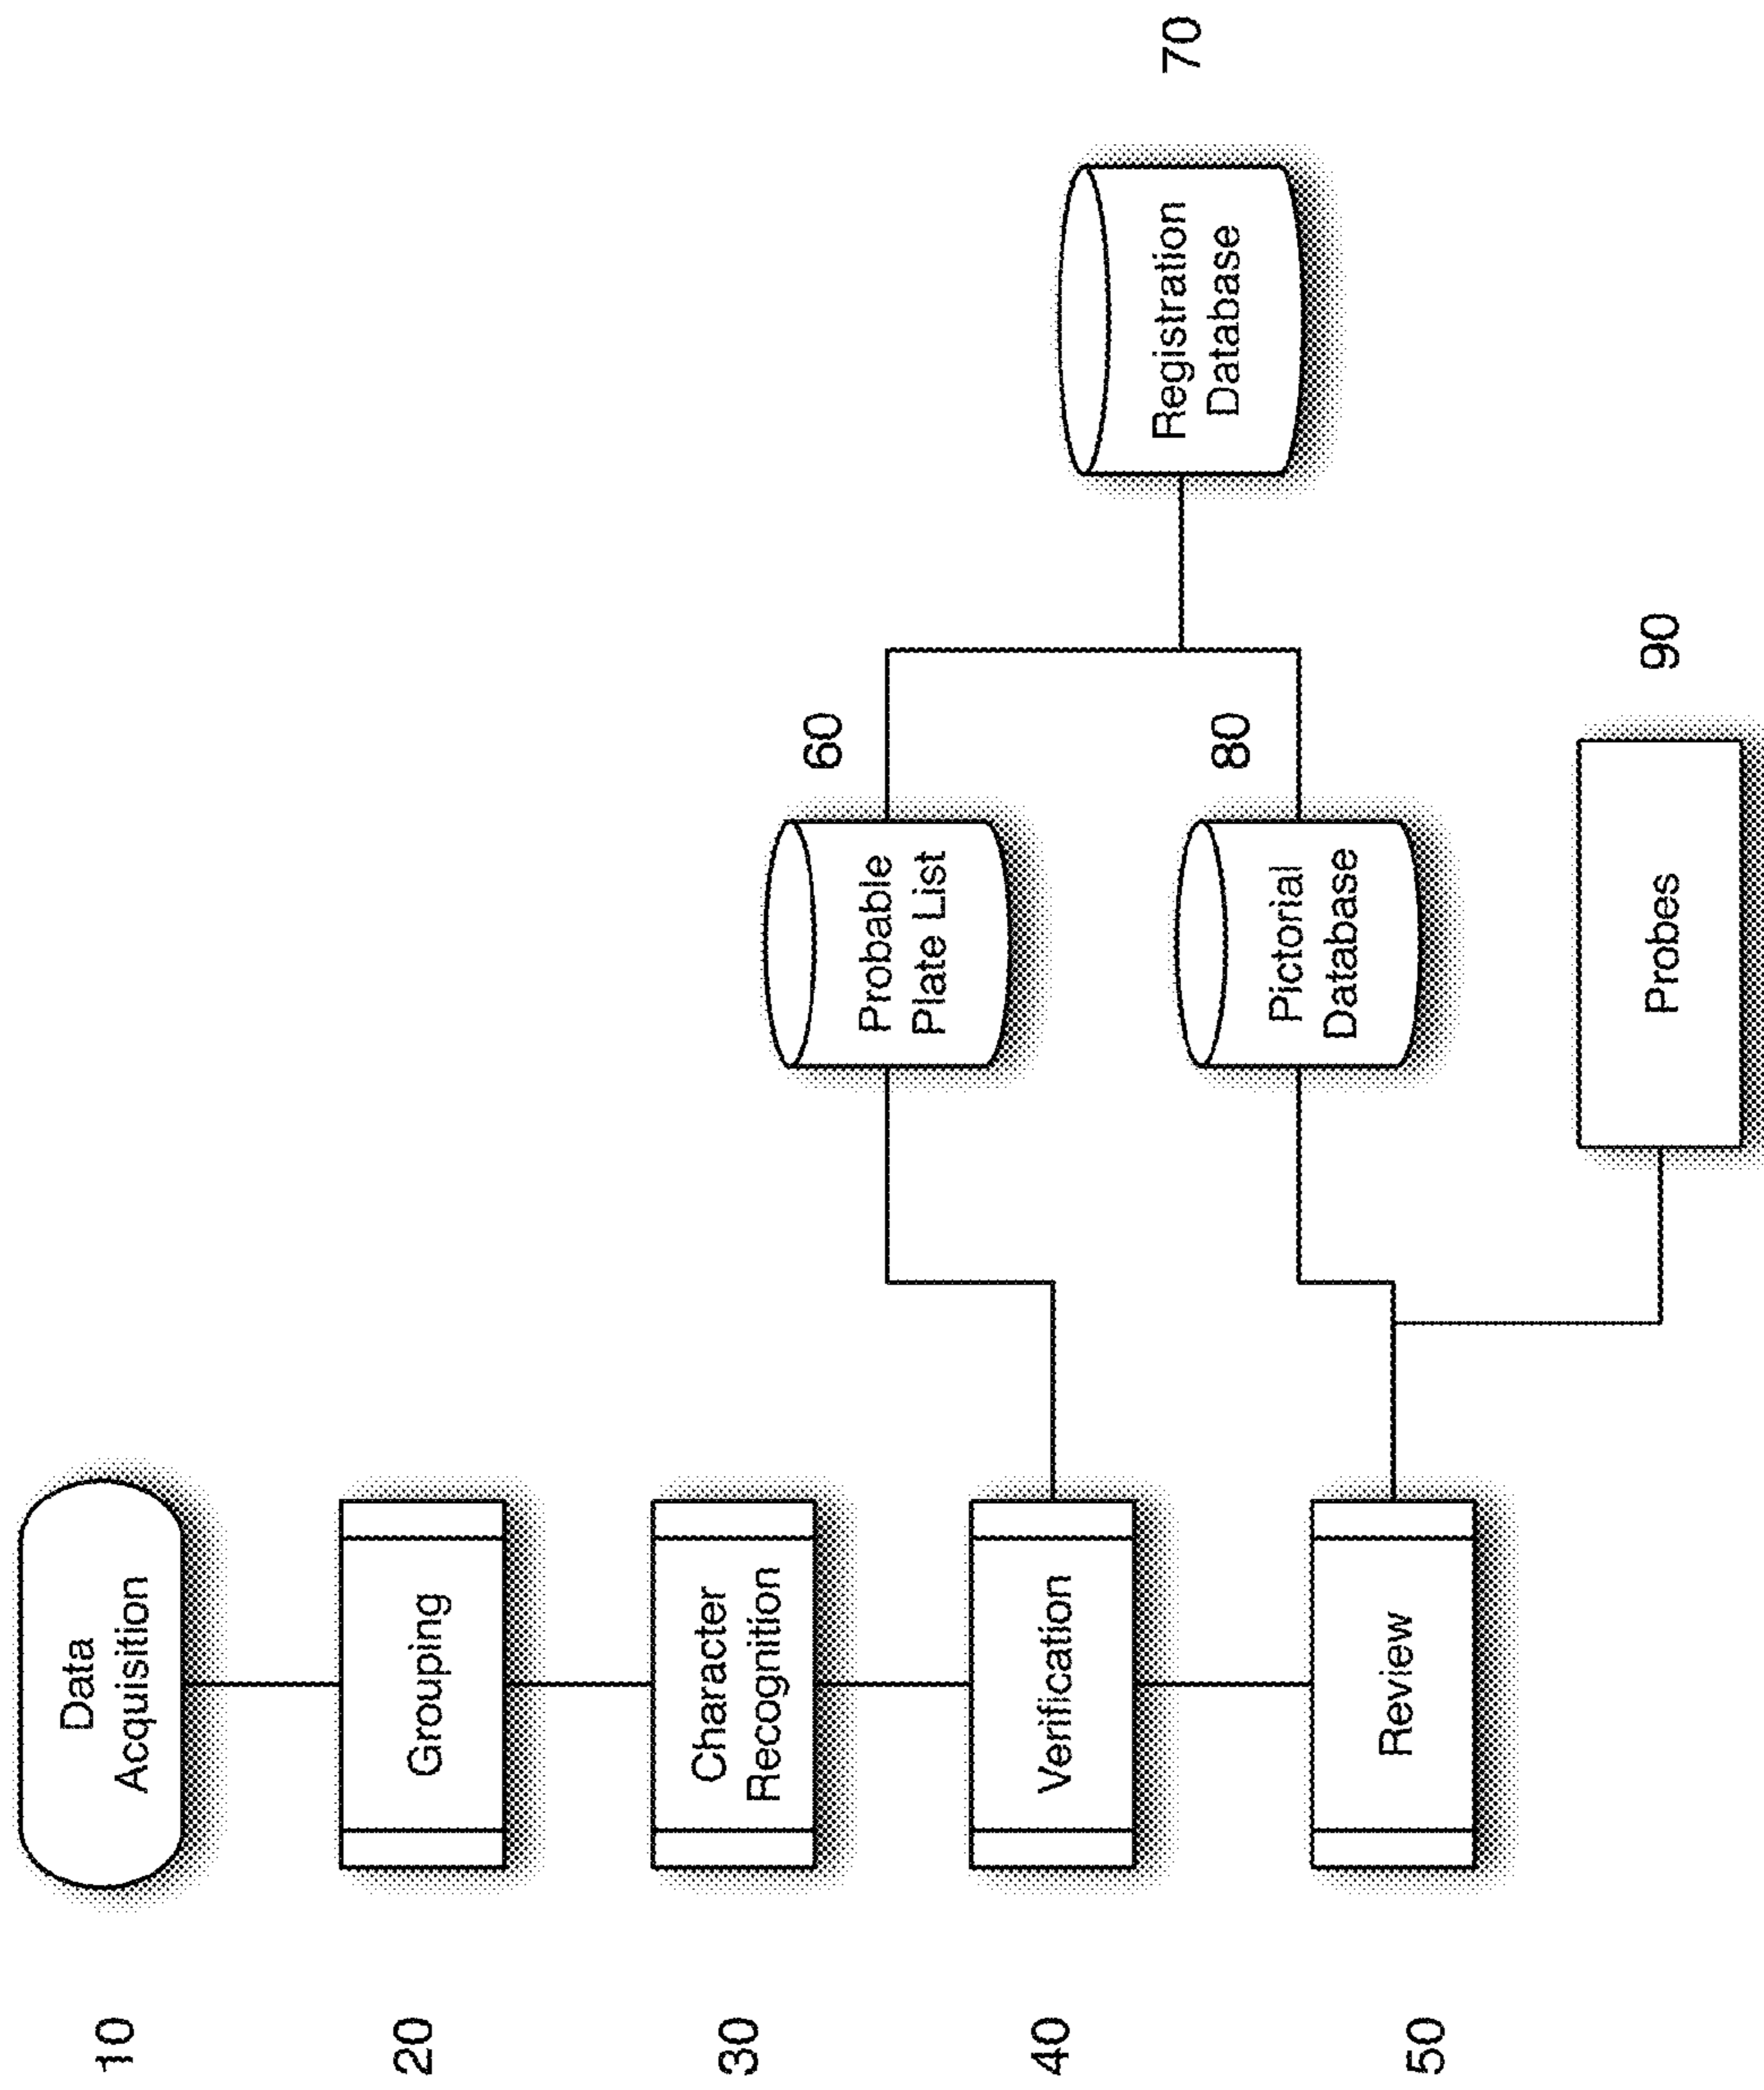 10
Data
Acquisition
20
Grouping
30
Character
Recognition
40
Verification
50
Review
60
Probable
Plate List
70
Registration
Database
80
Pictorial
Database
90
Probes